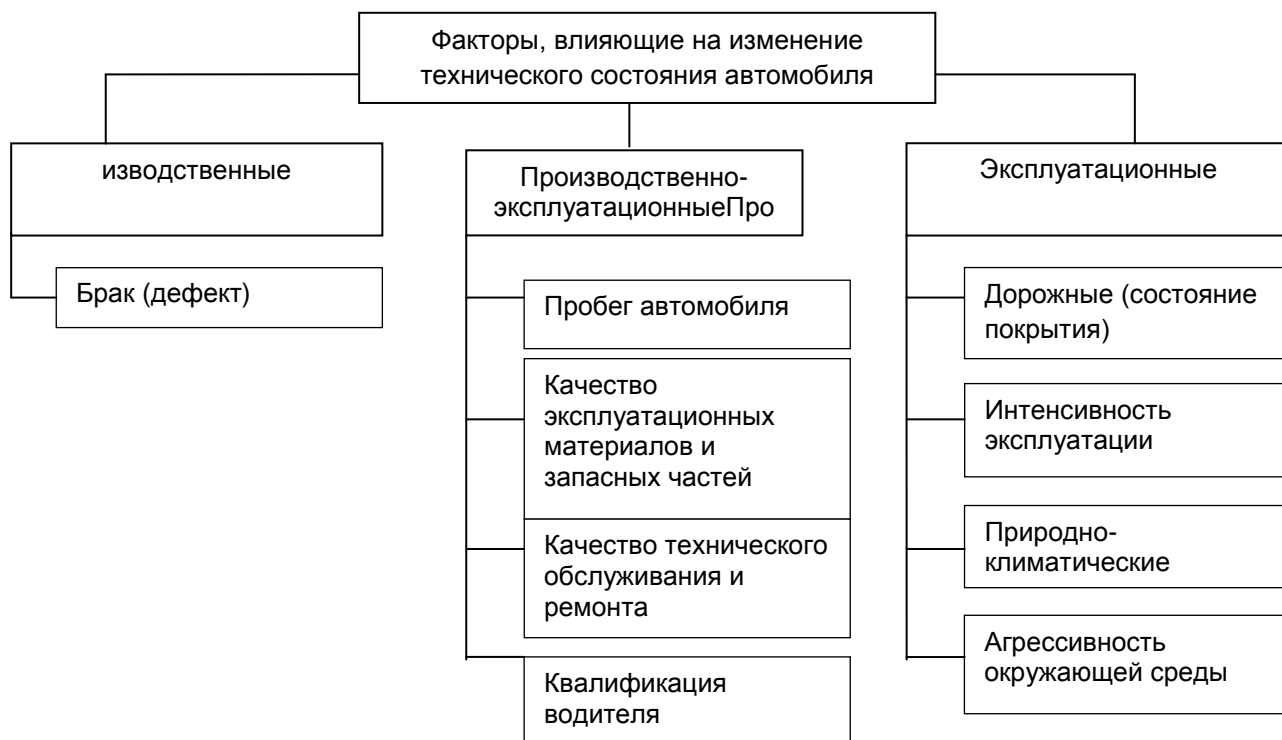 Факторы, влияющие на изменение
технического состояния автомобиля
изводственные
Брак (дефект)
Производственно-
эксплуатационныеПро
Пробег автомобиля
Качество
эксплуатационных
материалов и
запасных частей
Качество технического
обслуживания и
ремонта
Квалификация
водителя
Эксплуатационные
Дорожные (состояние
покрытия)
Интенсивность
эксплуатации
Природно-
климатические
Агрессивность
окружающей среды